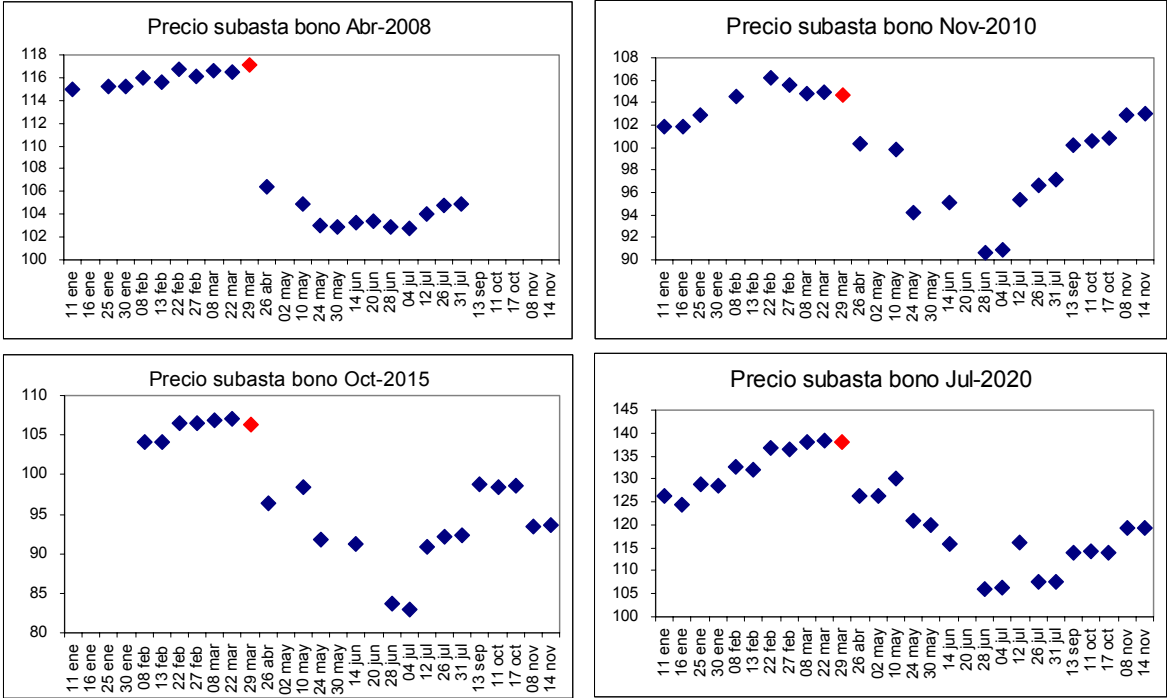 Precio subasta bono Abr-2008
118
116
114
112
110
108
106
104
102
100
11 ene
16 ene
25 ene
30 ene
08 feb
13 feb
22 feb
27 feb
08 mar
22 mar
29 mar
26 abr
02 may
10 may
24 may
30 may
14 jun
20 jun
28 jun
04 jul
12 jul
26 jul
31 jul
13 sep
11 oct
17 oct
08 nov
14 nov
Precio subasta bono Nov-2010
108
106
104
102
100
98
96
94
92
90
11 ene
16 ene
25 ene
30 ene
08 feb
13 feb
22 feb
27 feb
08 mar
22 mar
29 mar
26 abr
02 may
10 may
24 may
30 may
14 jun
20 jun
28 jun
04 jul
12 jul
26 jul
31 jul
13 sep
11 oct
17 oct
08 nov
14 nov
Precio subasta bono Oct-2015
110
105
100
95
90
85
80
11 ene
16 ene
25 ene
30 ene
08 feb
13 feb
22 feb
27 feb
08 mar
22 mar
29 mar
26 abr
02 may
10 may
24 may
30 may
14 jun
20 jun
28 jun
04 jul
12 jul
26 jul
31 jul
13 sep
11 oct
17 oct
08 nov
14 nov
Precio subasta bono Jul-2020
145
140
135
130
125
120
115
110
105
100
11 ene
16 ene
25 ene
30 ene
08 feb
13 feb
22 feb
27 feb
08 mar
22 mar
29 mar
26 abr
02 may
10 may
24 may
30 may
14 jun
20 jun
28 jun
04 jul
12 jul
26 jul
31 jul
13 sep
11 oct
17 oct
08 nov
14 nov